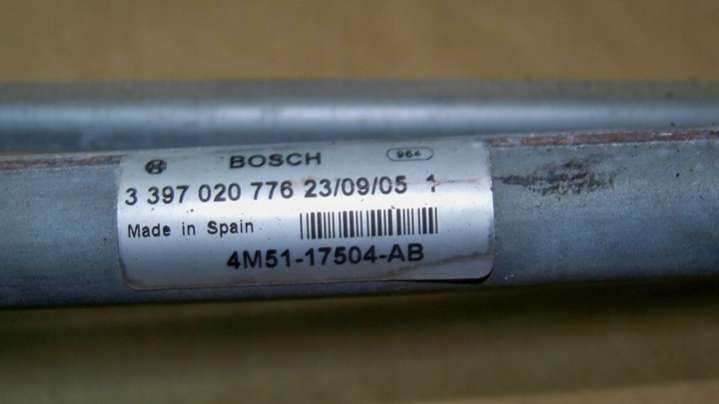 BOSCH 964
3 397 020 776 23/09/05 1
Made in Spain
4M51-17504-AB